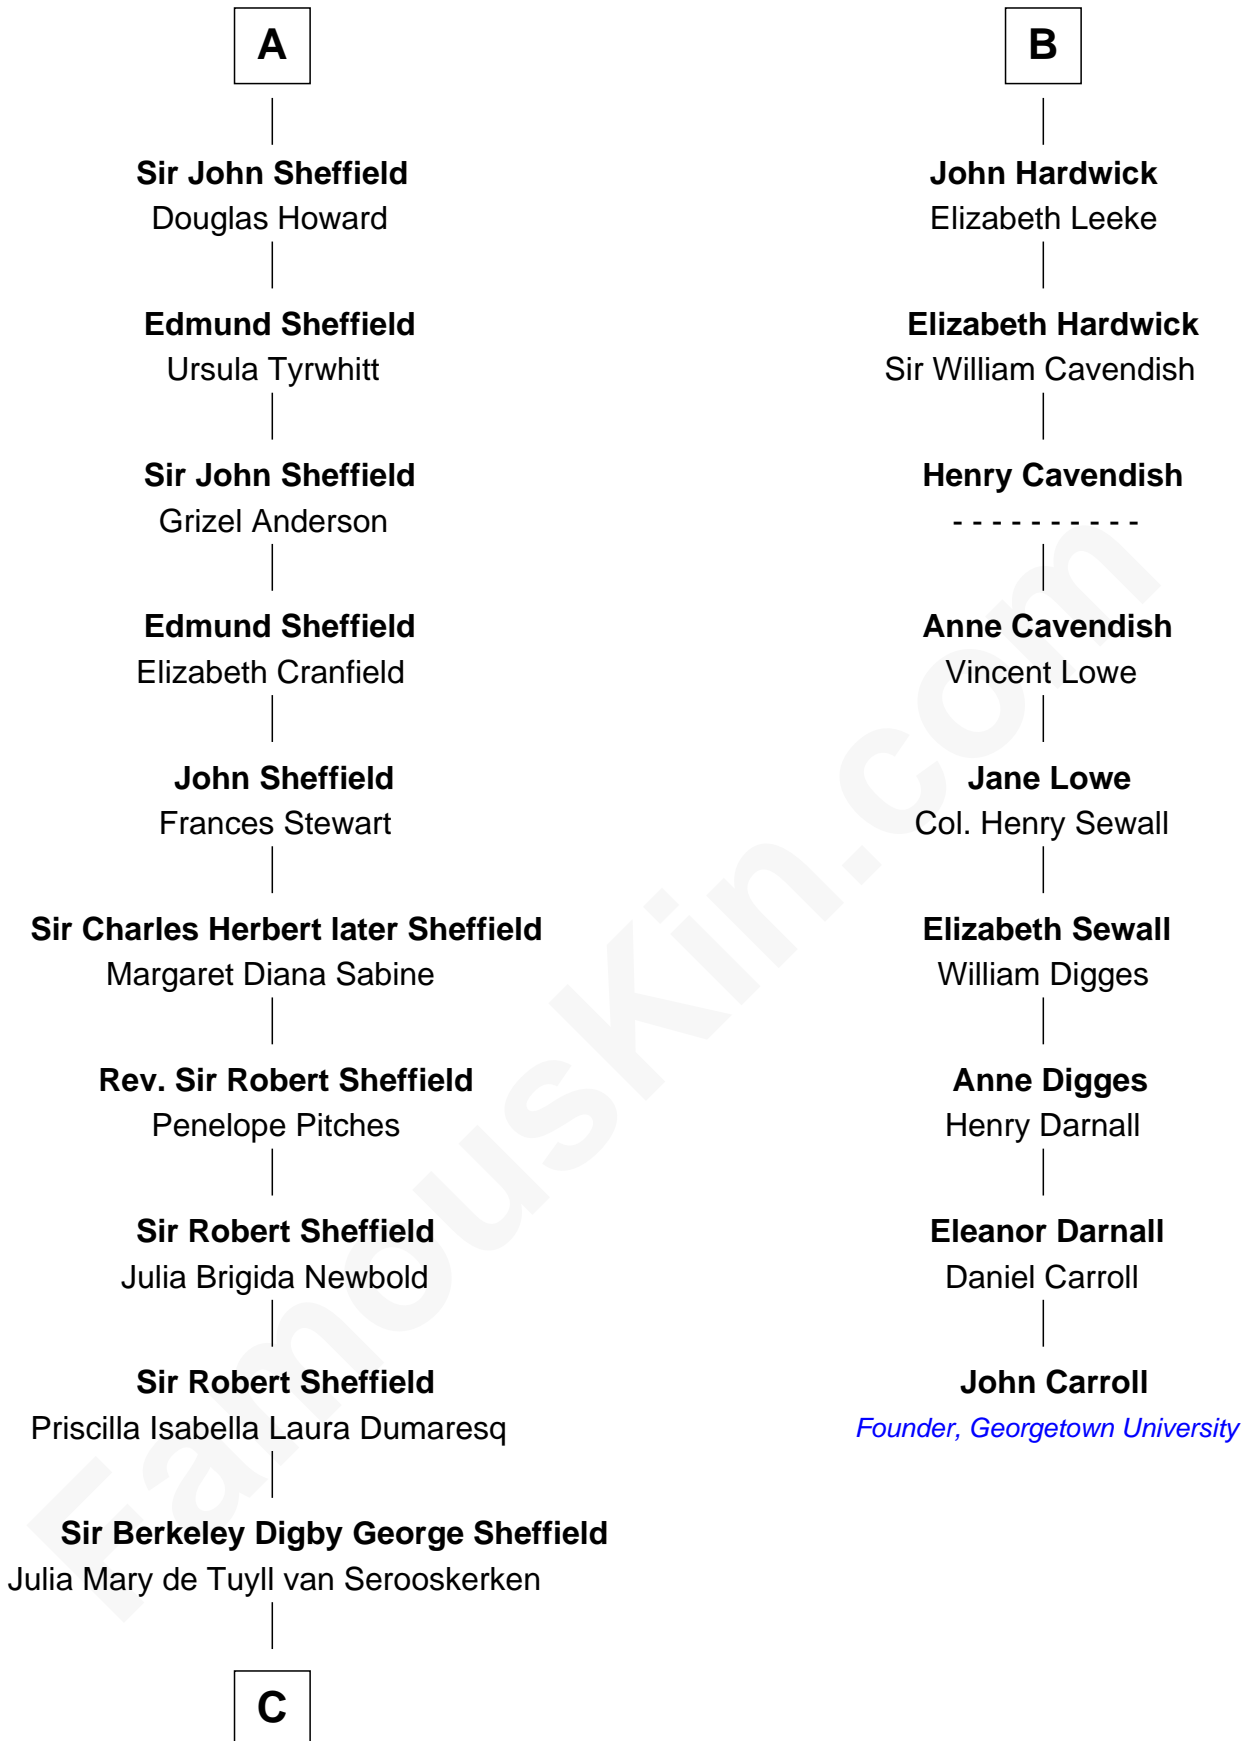 A
Sir John Sheffield
Douglas Howard
Edmund Sheffield
Ursula Tyrwhitt
Sir John Sheffield
Grizel Anderson
Edmund Sheffield
Elizabeth Cranfield
John Sheffield
Frances Stewart
Sir Charles Herbert later Sheffield
Margaret Diana Sabine
Rev. Sir Robert Sheffield
Penelope Pitches
Sir Robert Sheffield
Julia Brigida Newbold
Sir Robert Sheffield
Priscilla Isabella Laura Dumaresq
Sir Berkeley Digby George Sheffield
Julia Mary de Tuyll van Serooskerken
C
B
John Hardwick
Elizabeth Leeke
Elizabeth Hardwick
Sir William Cavendish
Henry Cavendish
- - - - - - - - - -
Anne Cavendish
Vincent Lowe
Jane Lowe
Col. Henry Sewall
Elizabeth Sewall
William Digges
Anne Digges
Henry Darnall
Eleanor Darnall
Daniel Carroll
John Carroll
Founder, Georgetown University
FamousKin.com